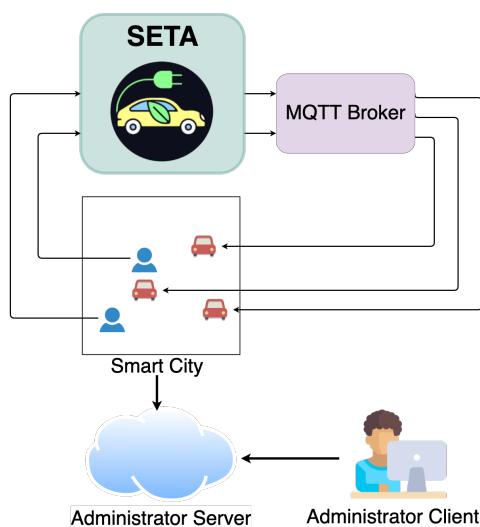 SETA
MQTT Broker
Smart City
Administrator Server
Administrator Client